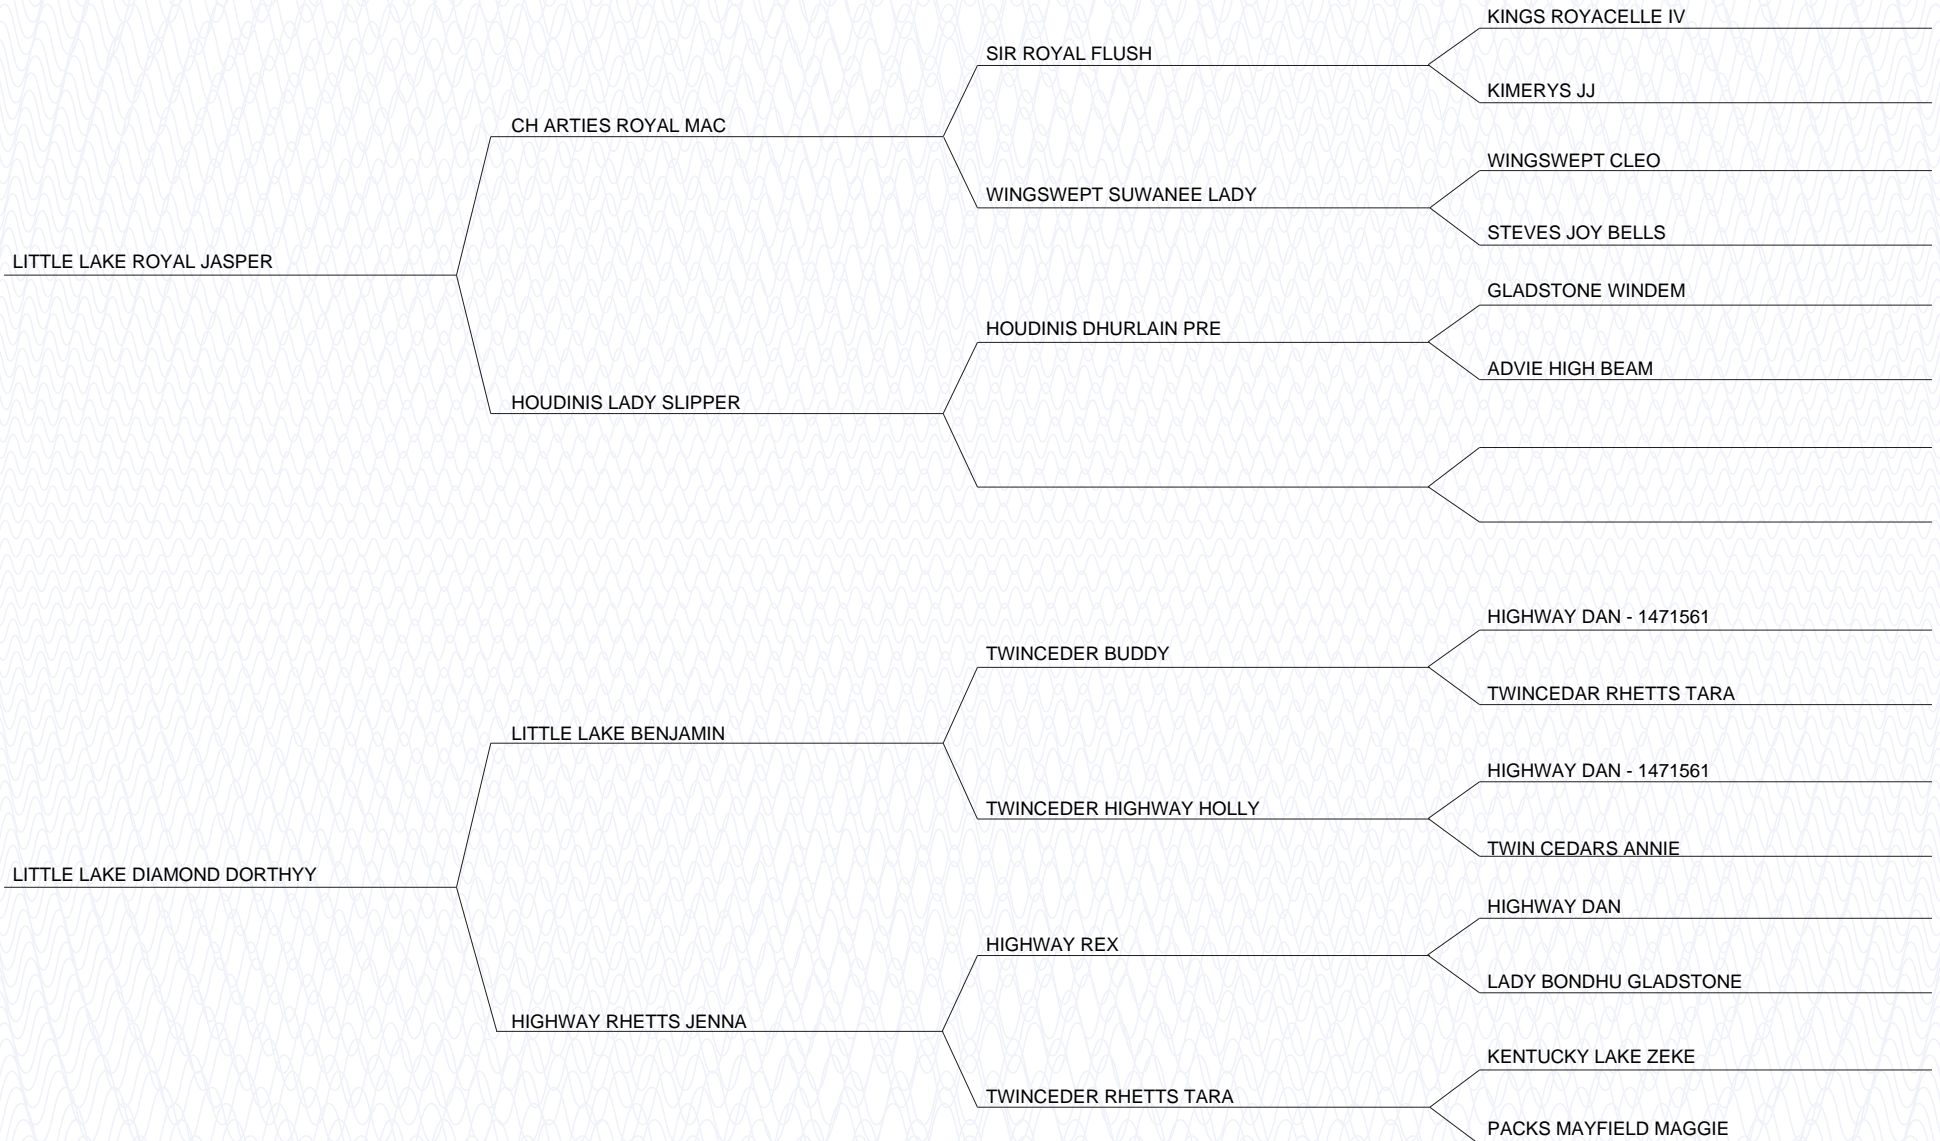 KINGS ROYACELLE IV
SIR ROYAL FLUSH
KIMERYS JJ
CH ARTIES ROYAL MAC
WINGSWEPT CLEO
WINGSWEPT SUWANEE LADY
STEVES JOY BELLS
LITTLE LAKE ROYAL JASPER
GLADSTONE WINDEM
HOUDINIS DHURLAIN PRE
ADVIE HIGH BEAM
HOUDINIS LADY SLIPPER
HIGHWAY DAN - 1471561
TWINCEDER BUDDY
TWINCEDAR RHETTS TARA
LITTLE LAKE BENJAMIN
HIGHWAY DAN - 1471561
TWINCEDER HIGHWAY HOLLY
TWIN CEDARS ANNIE
LITTLE LAKE DIAMOND DORTHYY
HIGHWAY DAN
HIGHWAY REX
LADY BONDHU GLADSTONE
HIGHWAY RHETTS JENNA
KENTUCKY LAKE ZEKE
TWINCEDER RHETTS TARA
PACKS MAYFIELD MAGGIE